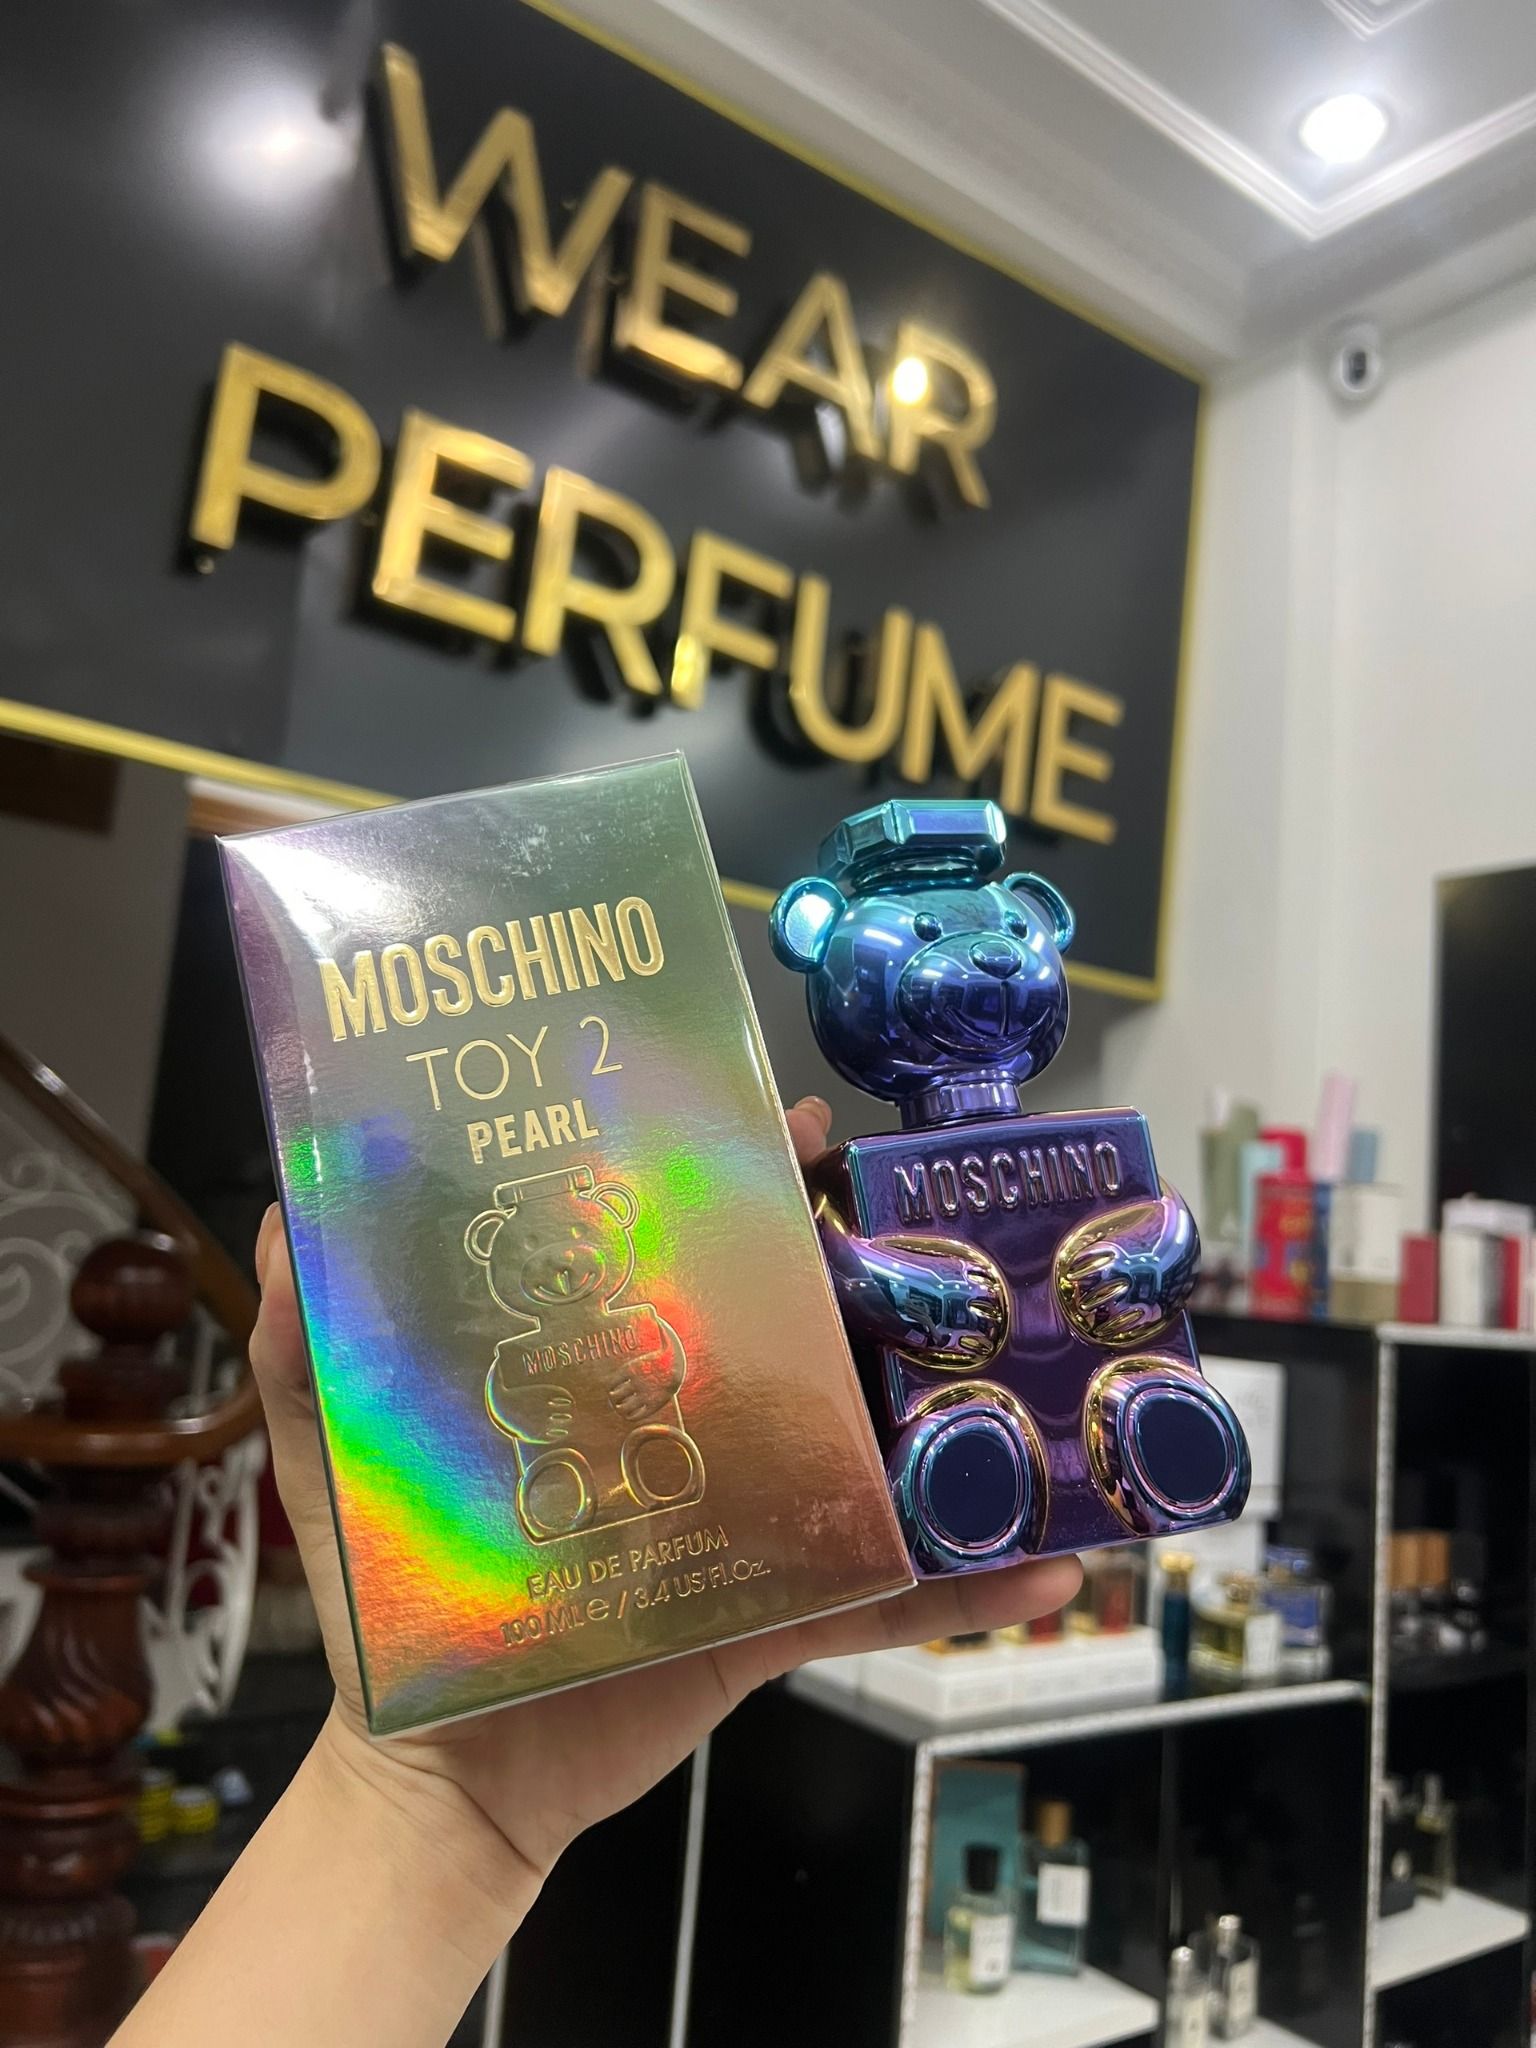 WEAR
PERFUME
MOSCHINO
TOY 2
PEARL
MOSCHINO
EAU DE PARFUM
100 ML e / 3.4 US Fl.Oz.
MOSCHINO